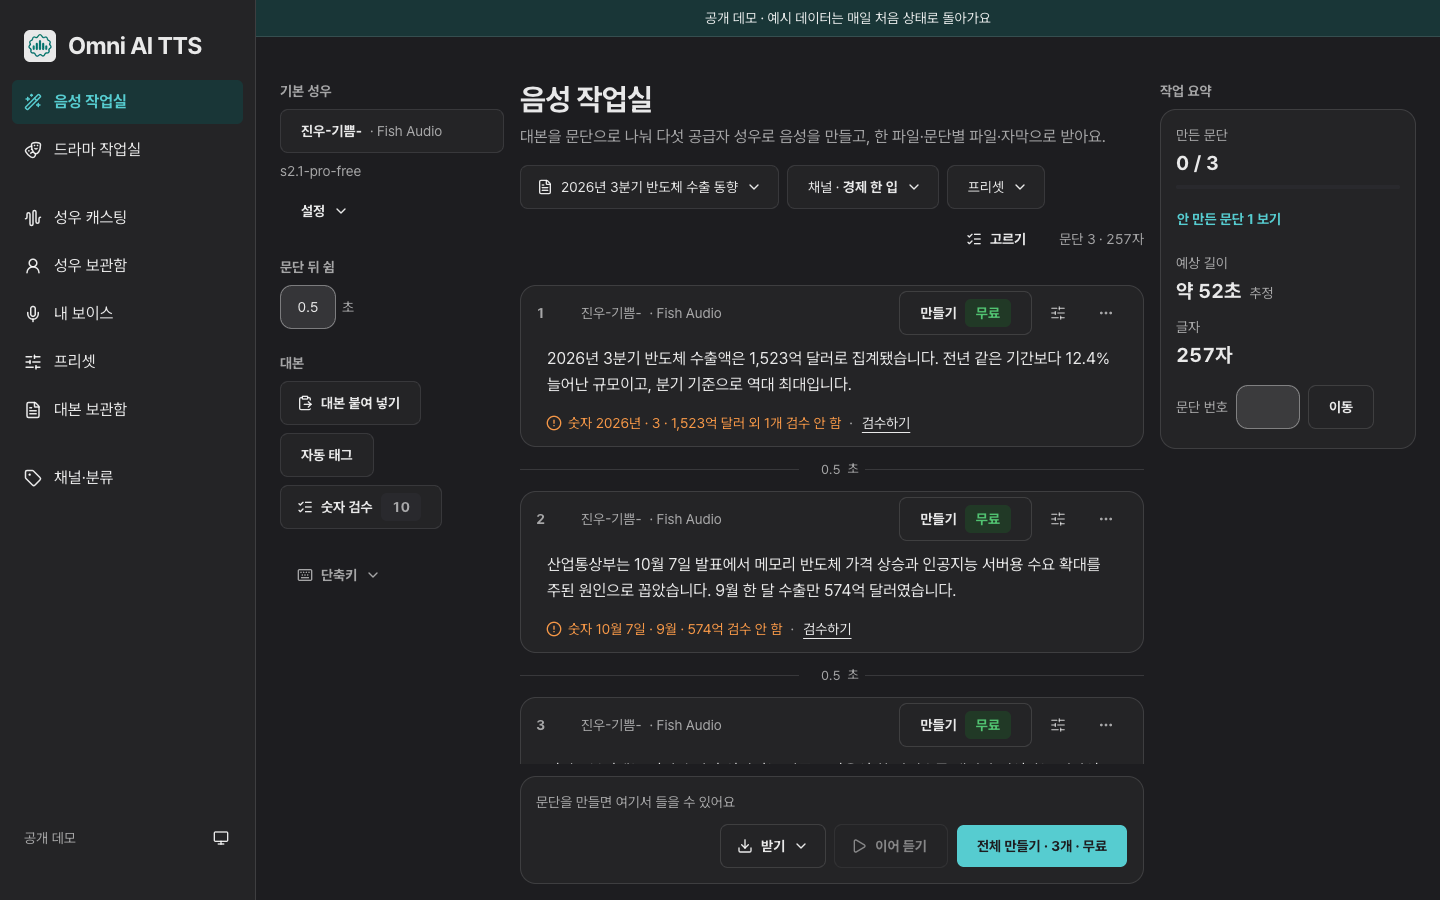 공개 데모 · 예시 데이터는 매일 처음 상태로 돌아가요
Omni AI TTS
음성 작업실
드라마 작업실
성우 캐스팅
성우 보관함
내 보이스
프리셋
대본 보관함
채널·분류
공개 데모
기본 성우
진우-기쁨- · Fish Audio
s2.1-pro-free
설정
문단 뒤 쉼
0.5 초
대본
대본 붙여 넣기
자동 태그
숫자 검수 10
단축키
음성 작업실
대본을 문단으로 나눠 다섯 공급자 성우로 음성을 만들고, 한 파일·문단별 파일·자막으로 받아요.
2026년 3분기 반도체 수출 동향
채널 · 경제 한 입
프리셋
고르기
문단 3 · 257자
1 진우-기쁨- · Fish Audio 만들기 무료
2026년 3분기 반도체 수출액은 1,523억 달러로 집계됐습니다. 전년 같은 기간보다 12.4%
늘어난 규모이고, 분기 기준으로 역대 최대입니다.
숫자 2026년 · 3 · 1,523억 달러 외 1개 검수 안 함 · 검수하기
0.5 초
2 진우-기쁨- · Fish Audio 만들기 무료
산업통상부는 10월 7일 발표에서 메모리 반도체 가격 상승과 인공지능 서버용 수요 확대를
주된 원인으로 꼽았습니다. 9월 한 달 수출만 574억 달러였습니다.
숫자 10월 7일 · 9월 · 574억 검수 안 함 · 검수하기
0.5 초
3 진우-기쁨- · Fish Audio 만들기 무료
문단을 만들면 여기서 들을 수 있어요
받기
이어 듣기
전체 만들기 · 3개 · 무료
작업 요약
만든 문단
0 / 3
안 만든 문단 1 보기
예상 길이
약 52초 추정
글자
257자
문단 번호
이동